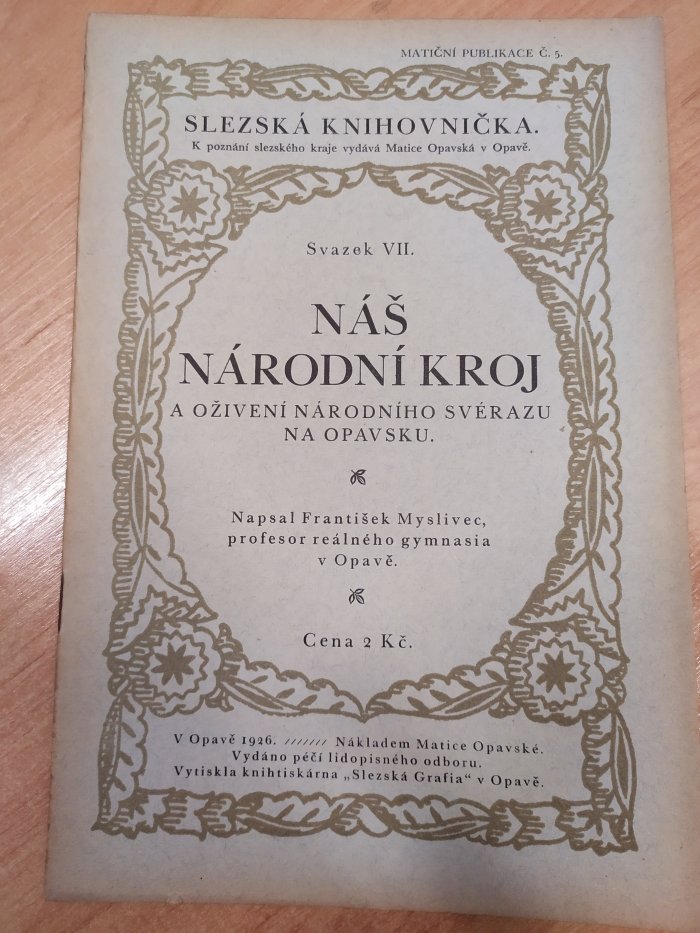 MATIČNÍ PUBLIKACE Č. 5.
SLEZSKÁ KNIHOVNIČKA.
K poznání slezského kraje vydává Matice Opavská v Opavě.
Svazek VII.
NÁŠ
NÁRODNÍ KROJ
A OŽIVENÍ NÁRODNÍHO SVÉRAZU
NA OPAVSKU.
Napsal František Myslivec,
profesor reálného gymnasia
v Opavě.
Cena 2 Kč.
V Opavě 1926. /////// Nákladem Matice Opavské.
Vydáno péčí lidopisného odboru.
Vytiskla knihtiskárna „Slezská Grafia“ v Opavě.